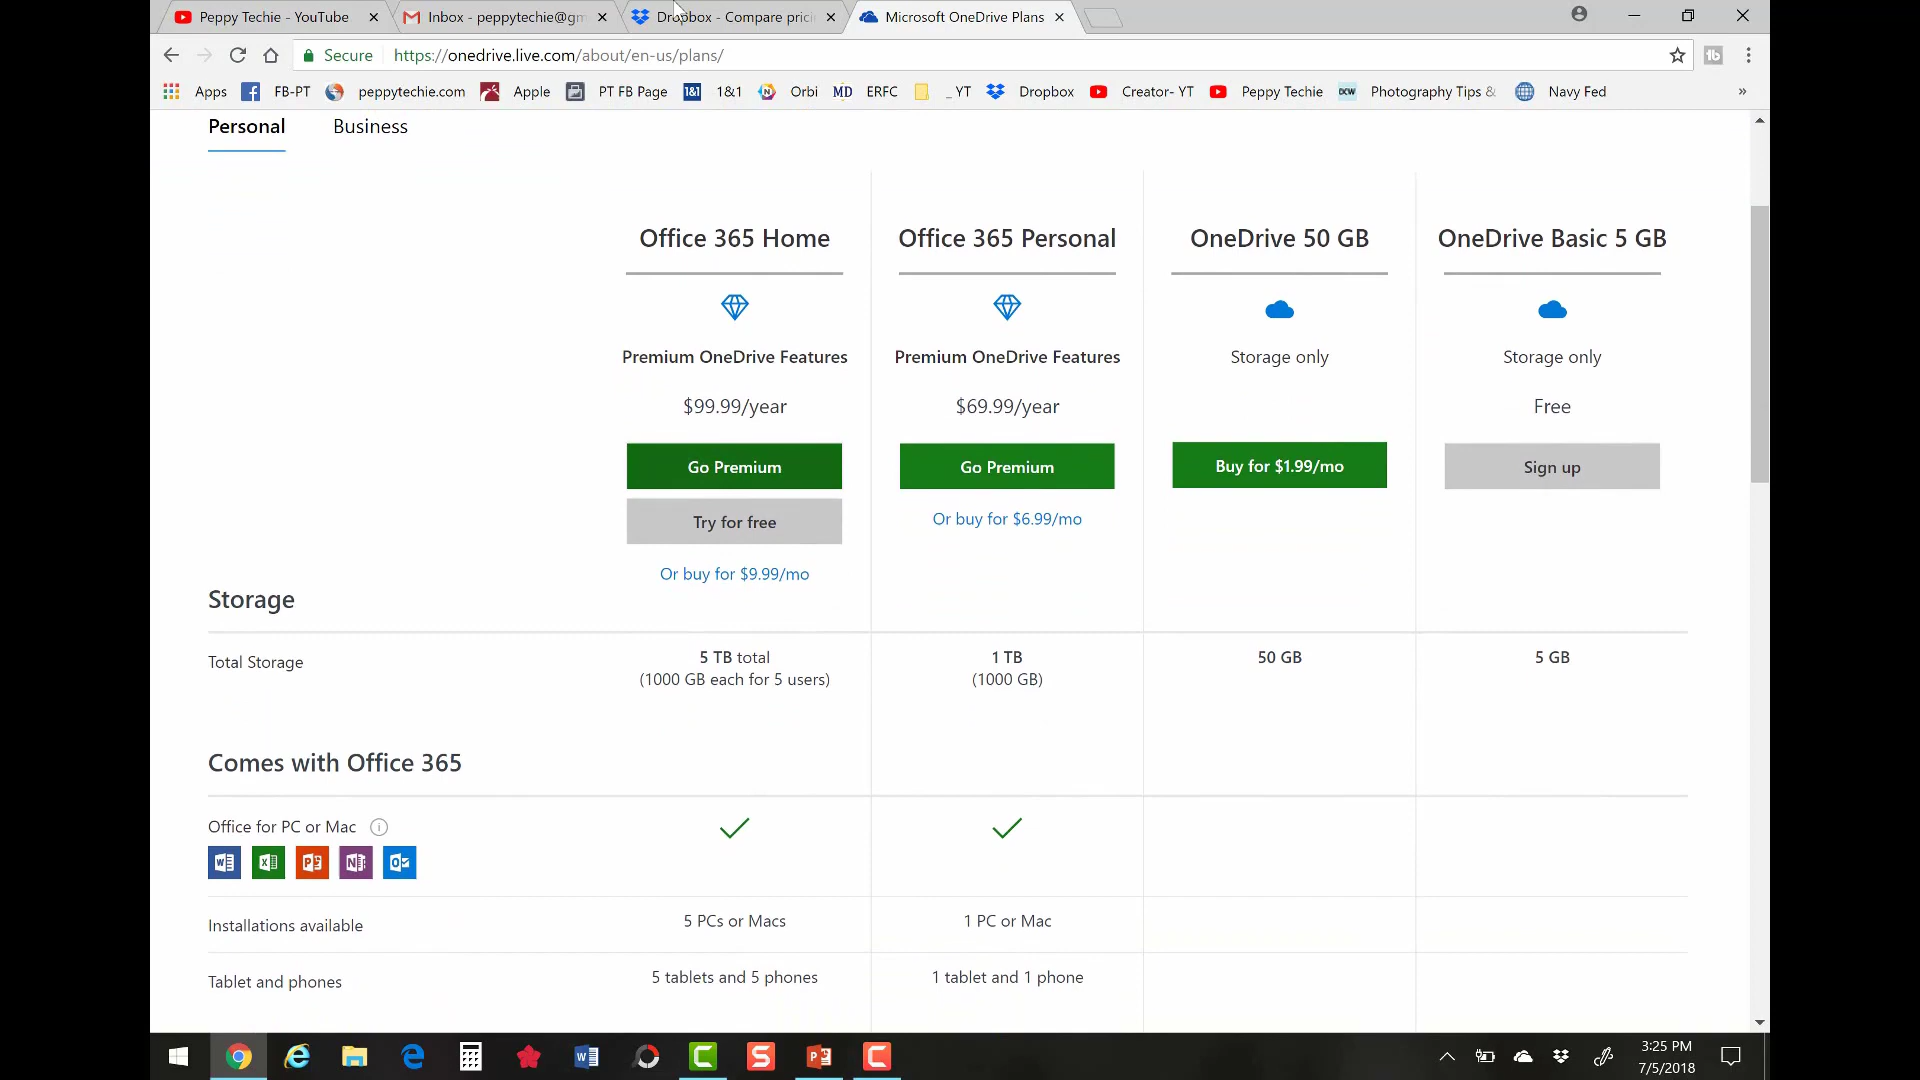 Peppy Techie - YouTube
Inbox - peppytechie@gm
Dropbox - Compare prici
Microsoft OneDrive Plans
Secure
https://onedrive.live.com/about/en-us/plans/
Apps
FB-PT
peppytechie.com
Apple
PT FB Page
1&1
1&1
Orbi
MD
ERFC
_ YT
Dropbox
Creator- YT
Peppy Techie
DCW
Photography Tips &
Navy Fed
»
Personal
Business
Office 365 Home
Office 365 Personal
OneDrive 50 GB
OneDrive Basic 5 GB
Premium OneDrive Features
Premium OneDrive Features
Storage only
Storage only
$99.99/year
$69.99/year
Free
Go Premium
Go Premium
Buy for $1.99/mo
Sign up
Try for free
Or buy for $6.99/mo
Or buy for $9.99/mo
Storage
Total Storage
5 TB total
(1000 GB each for 5 users)
1 TB
(1000 GB)
50 GB
5 GB
Comes with Office 365
Office for PC or Mac
Installations available
5 PCs or Macs
1 PC or Mac
Tablet and phones
5 tablets and 5 phones
1 tablet and 1 phone
3:25 PM
7/5/2018